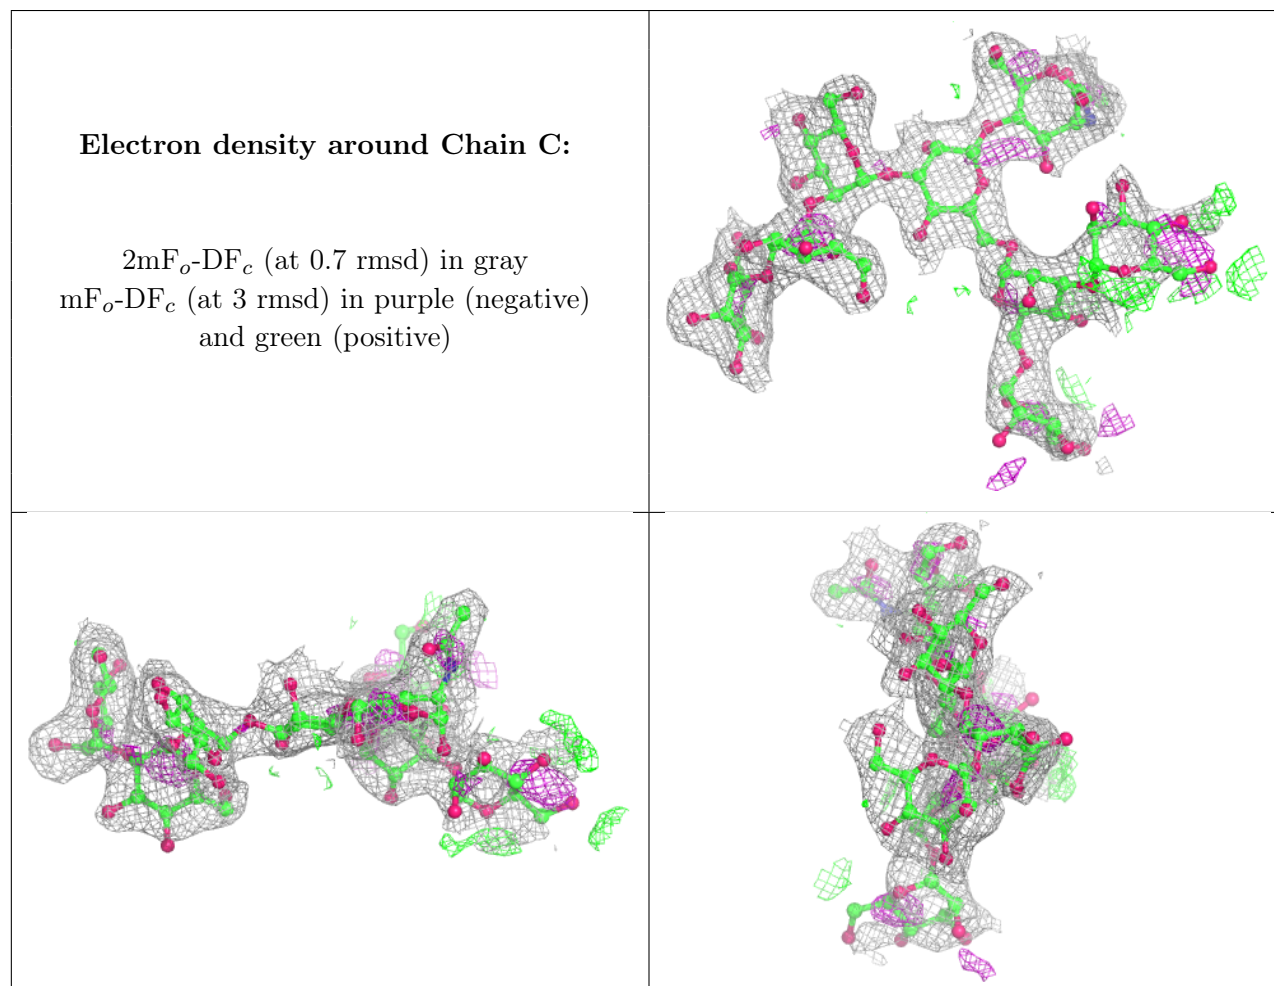 Electron density around Chain C:
2mFo-DFc (at 0.7 rmsd) in gray
mFo-DFc (at 3 rmsd) in purple (negative)
and green (positive)